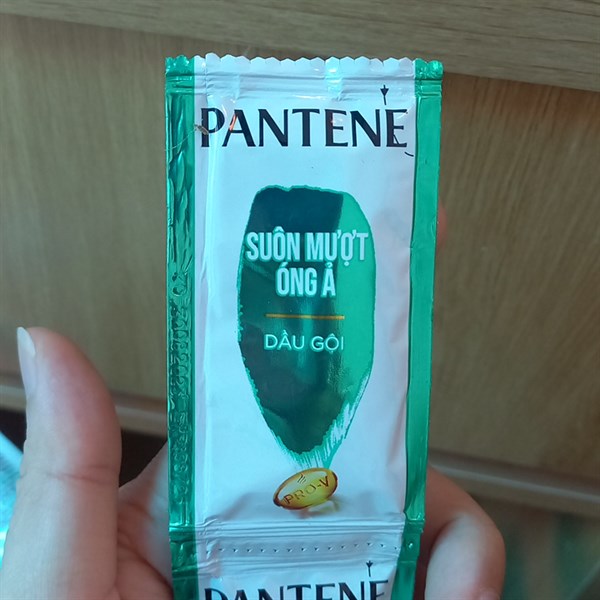 PANTENE
SUÔN MƯỢT
ÓNG Ả
DẦU GỘI
PRO-V
PANTENE